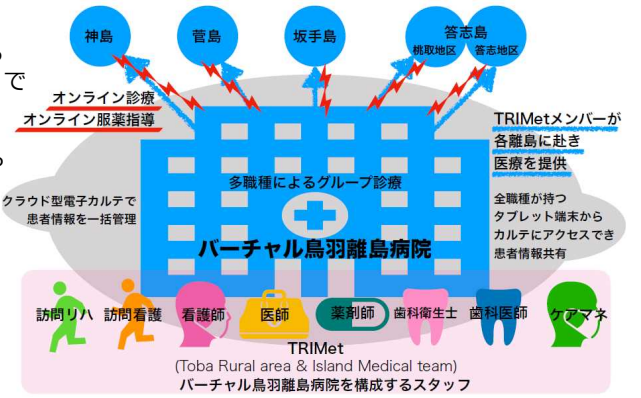 神島
菅島
坂手島
答志島
桃取地区
答志地区
で
オンライン診療
オンライン服薬指導
TRIMetメンバーが
各離島に赴き
医療を提供
多職種によるグループ診療
クラウド型電子カルテで
患者情報を一括管理
全職種が持つ
タブレット端末から
カルテにアクセスでき
患者情報共有
バーチャル鳥羽離島病院
訪問リハ
訪問看護
看護師
医師
薬剤師
歯科衛生士
歯科医師
ケアマネ
TRIMet
(Toba Rural area & Island Medical team)
バーチャル鳥羽離島病院を構成するスタッフ